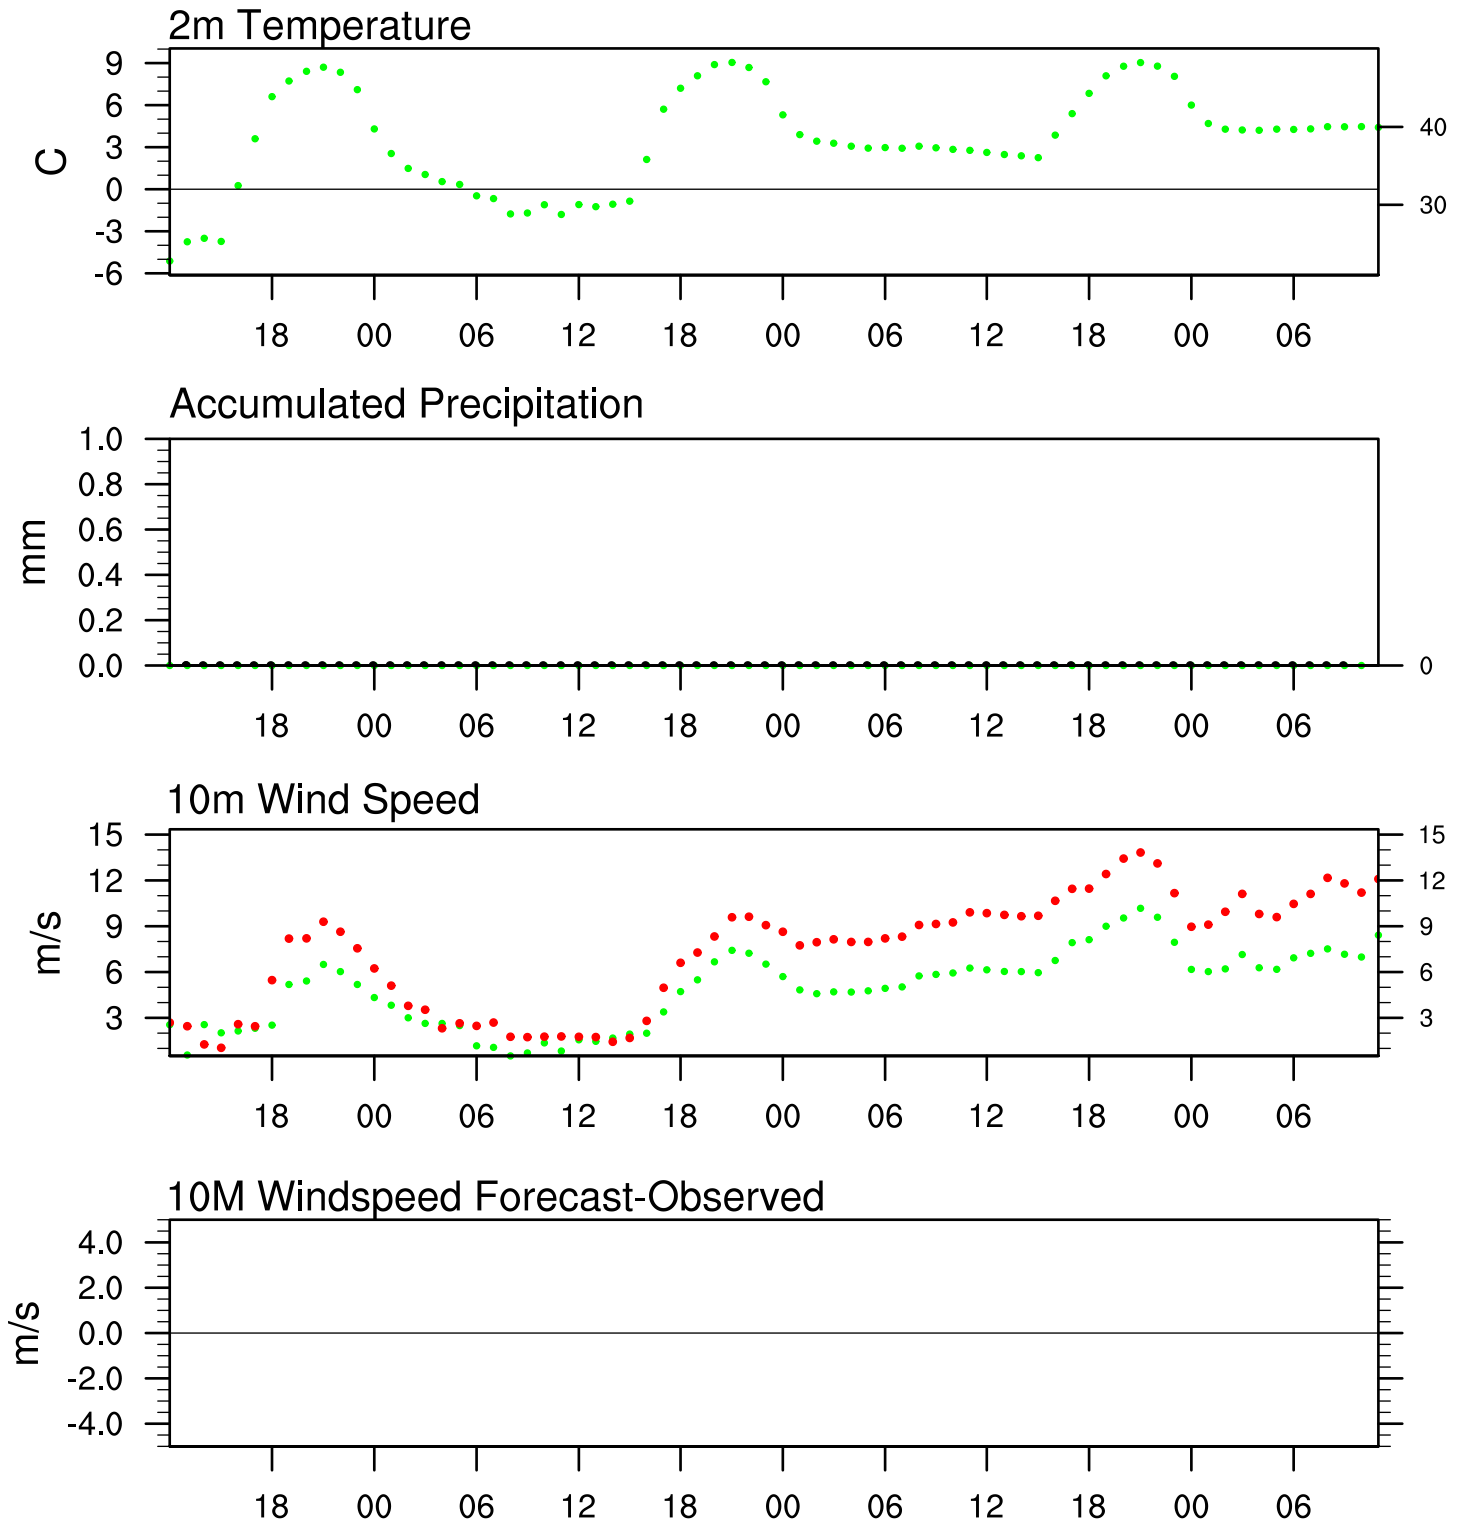 2m Temperature
9
6
3
0
-3
-6
C
40
30
18 00 06 12 18 00 06 12 18 00 06
Accumulated Precipitation
1.0
0.8
0.6
0.4
0.2
0.0
mm
0
18 00 06 12 18 00 06 12 18 00 06
10m Wind Speed
15
12
9
6
3
m/s
15
12
9
6
3
18 00 06 12 18 00 06 12 18 00 06
10M Windspeed Forecast-Observed
4.0
2.0
0.0
-2.0
-4.0
m/s
18 00 06 12 18 00 06 12 18 00 06